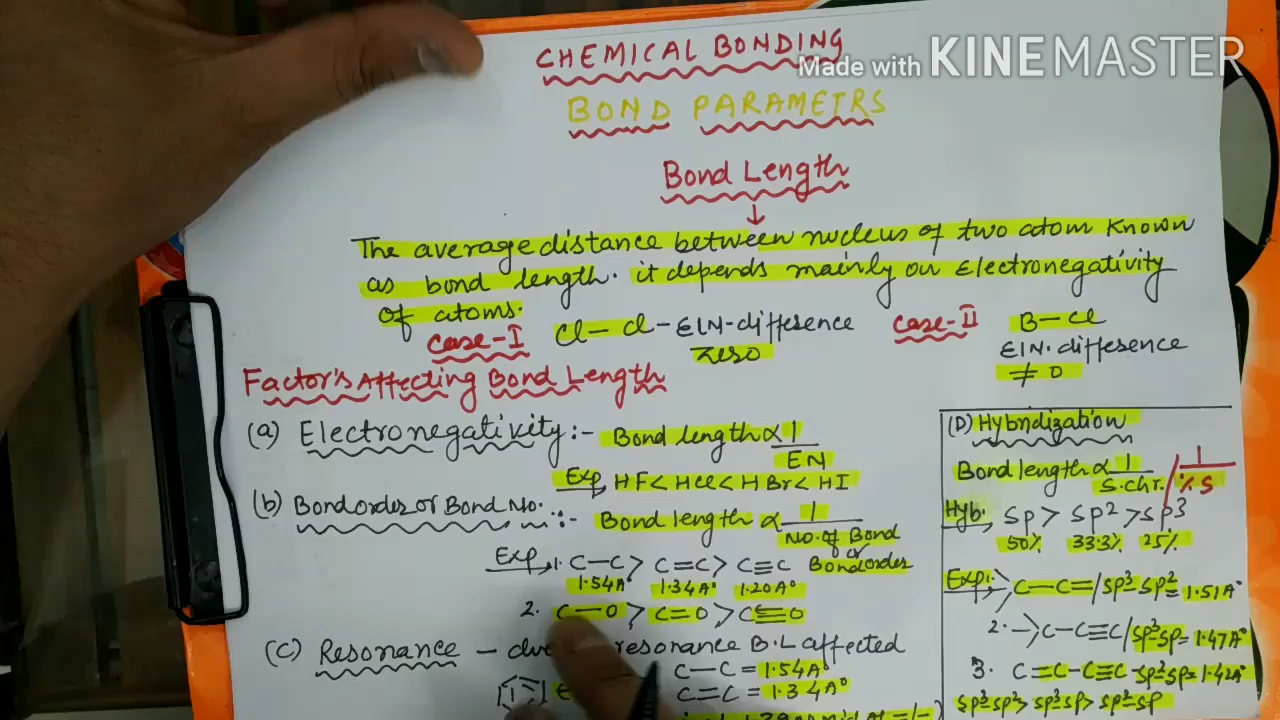 CHEMICAL BONDING
Made with KINEMASTER
BOND PARAMETRS
Bond Length
↓
The average distance between nucleus of two atom known
as bond length. it depends mainly on Electronegativity
of atoms.
Case-I Cl-Cl-EIN-difference Zero
Case-II B-Cl
EIN.difference
≠ 0
Factor's Affecting Bond Length
(a) Electronegativity:- Bond length ∝ 1/EN
Exp, HF< HCl< HBr< HI
(b) Bondorder or Bond No. :- Bond length ∝ 1/No. of Bond or Bondorder
Exp, 1. C-C> C=C> C≡C
1.54A° 1.34A° 1.20A°
2. C-O> C=O> C≡O
(C) Resonance - resonance B.L affected
C-C = 1.54A°
C=C = 1.34A°
(D) Hybridization
Bond length ∝ 1/S.chr. / 1/% S
Hyb. sp> sp2 >sp3
50% 33.3% 25%
Exp:-> C-C=/sp3-sp2 1.51A°
2. -> C-C≡C/sp3-sp= 1.47A°
3. C=C-C≡C sp2-sp= 1.42A°
sp3-sp2> sp3-sp> sp2-sp